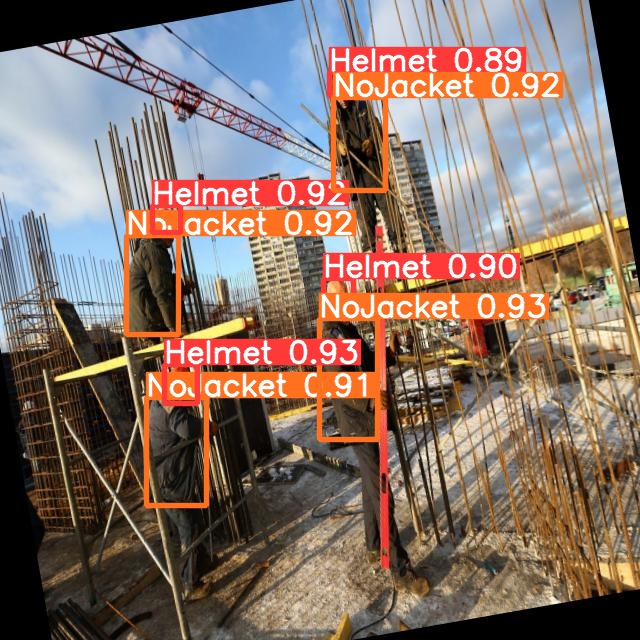 Helmet 0.89
NoJacket 0.92
Helmet 0.92
NoJacket 0.92
Helmet 0.90
NoJacket 0.93
Helmet 0.93
NoJacket 0.91